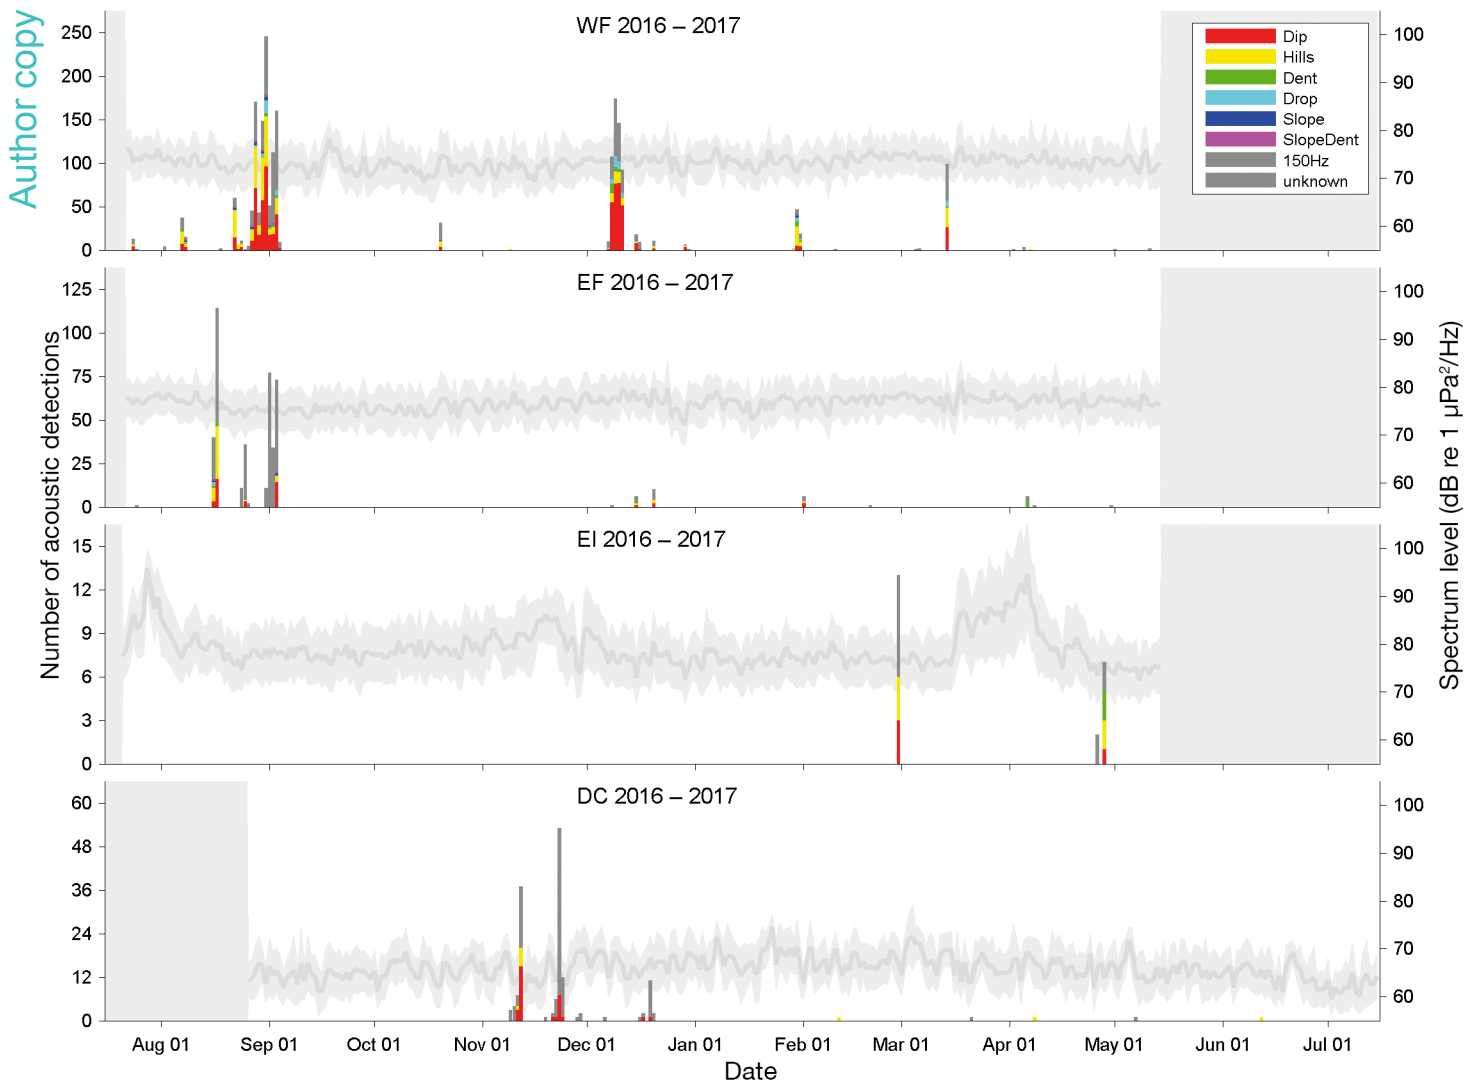 Author copy
WF 2016 – 2017
250
200
150
100
50
0
100
90
80
70
60
Dip
Hills
Dent
Drop
Slope
SlopeDent
150Hz
unknown
EF 2016 – 2017
125
100
75
50
25
0
100
90
80
70
60
Number of acoustic detections
Spectrum level (dB re 1 µPa²/Hz)
EI 2016 – 2017
15
12
9
6
3
0
100
90
80
70
60
DC 2016 – 2017
60
48
36
24
12
0
100
90
80
70
60
Aug 01 Sep 01 Oct 01 Nov 01 Dec 01 Jan 01 Feb 01 Mar 01 Apr 01 May 01 Jun 01 Jul 01
Date